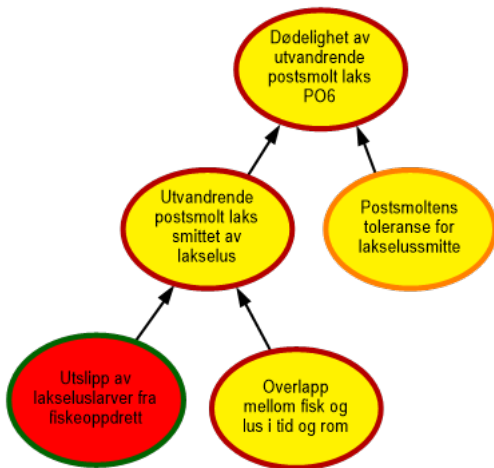 Dødelighet av
utvandrende
postsmolt laks
PO6
Utvandrende
postsmolt laks
smittet av
lakselus
Postsmoltens
toleranse for
lakselussmitte
Utslipp av
lakseluslarver fra
fiskeoppdrett
Overlapp
mellom fisk og
lus i tid og rom